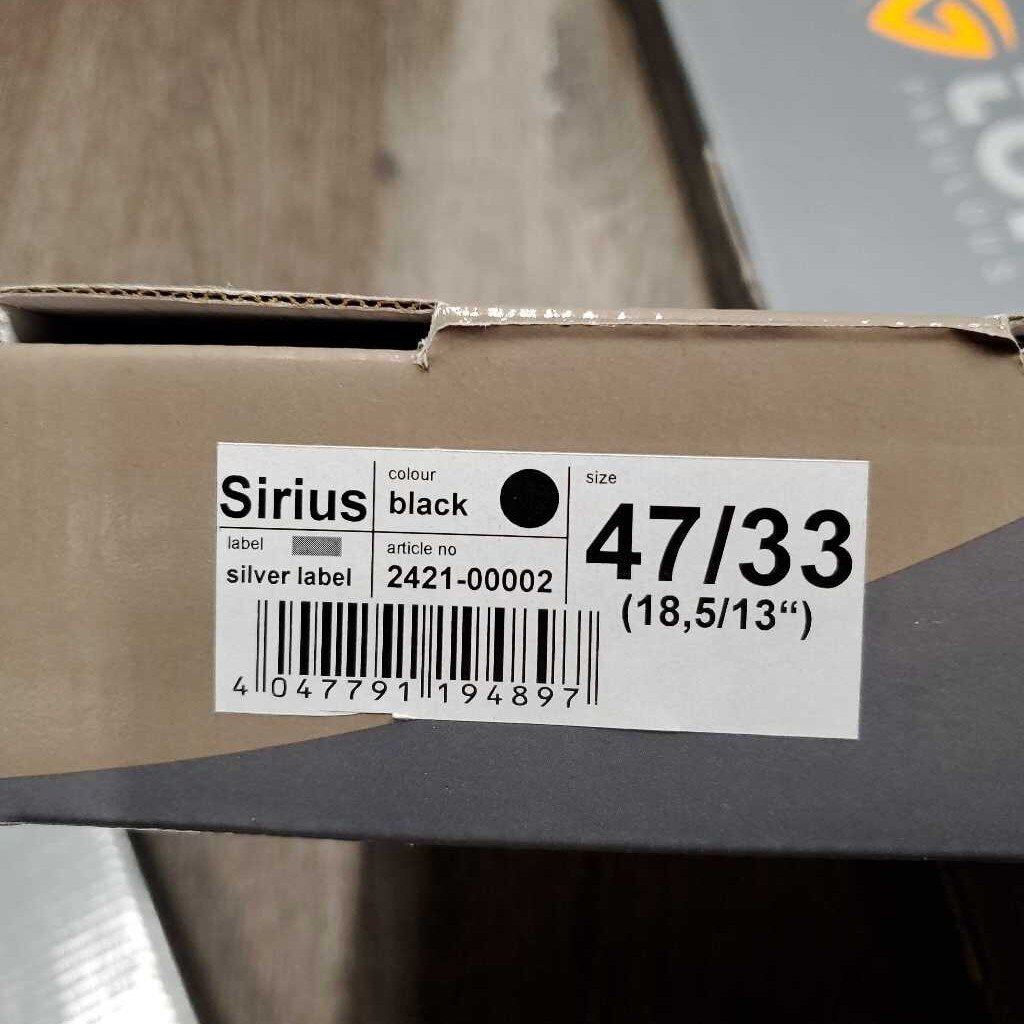 Sirius
colour
black
size
47/33
(18,5/13“)
label
silver label
article no
2421-00002
4 047791 194897